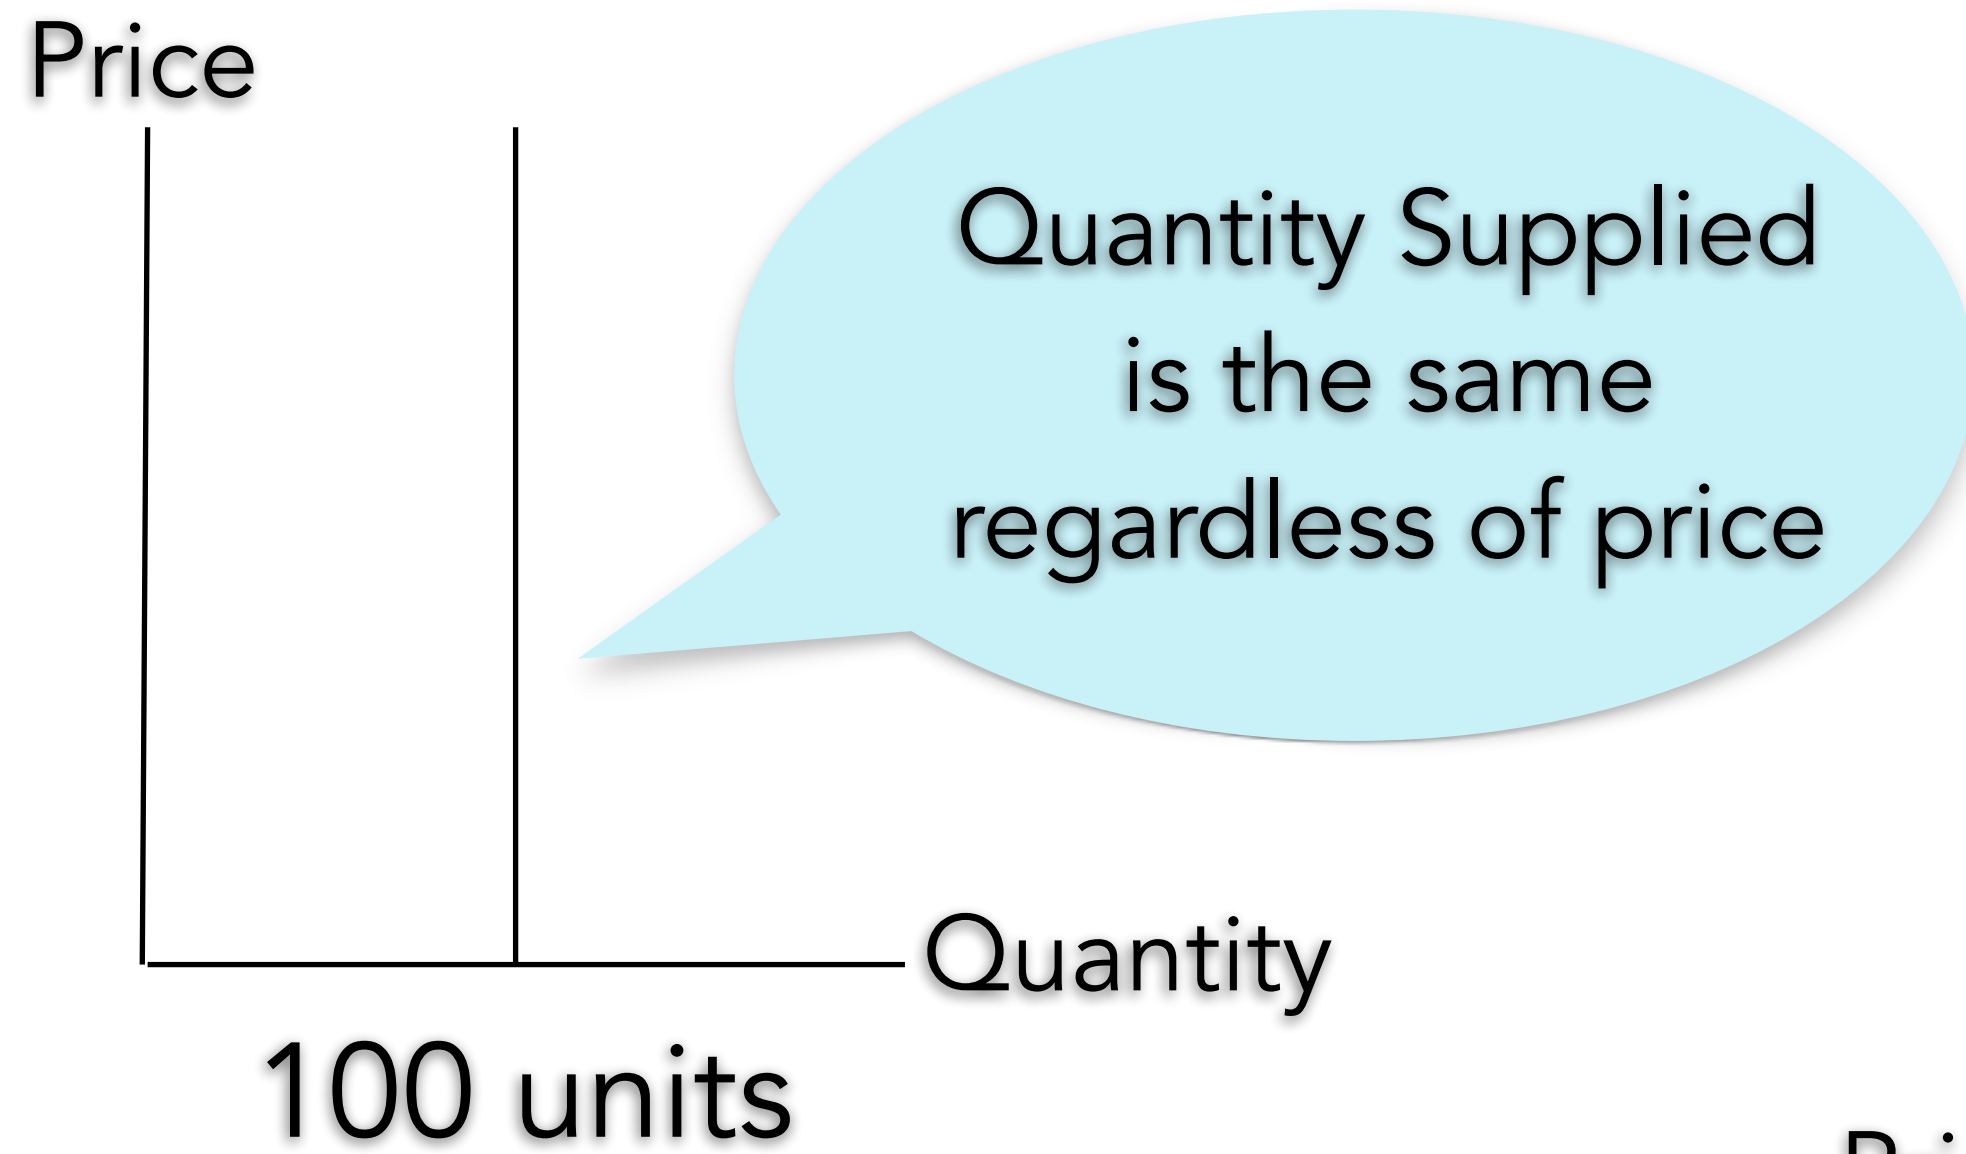 Price
Quantity Supplied
is the same
regardless of price
Quantity
100 units